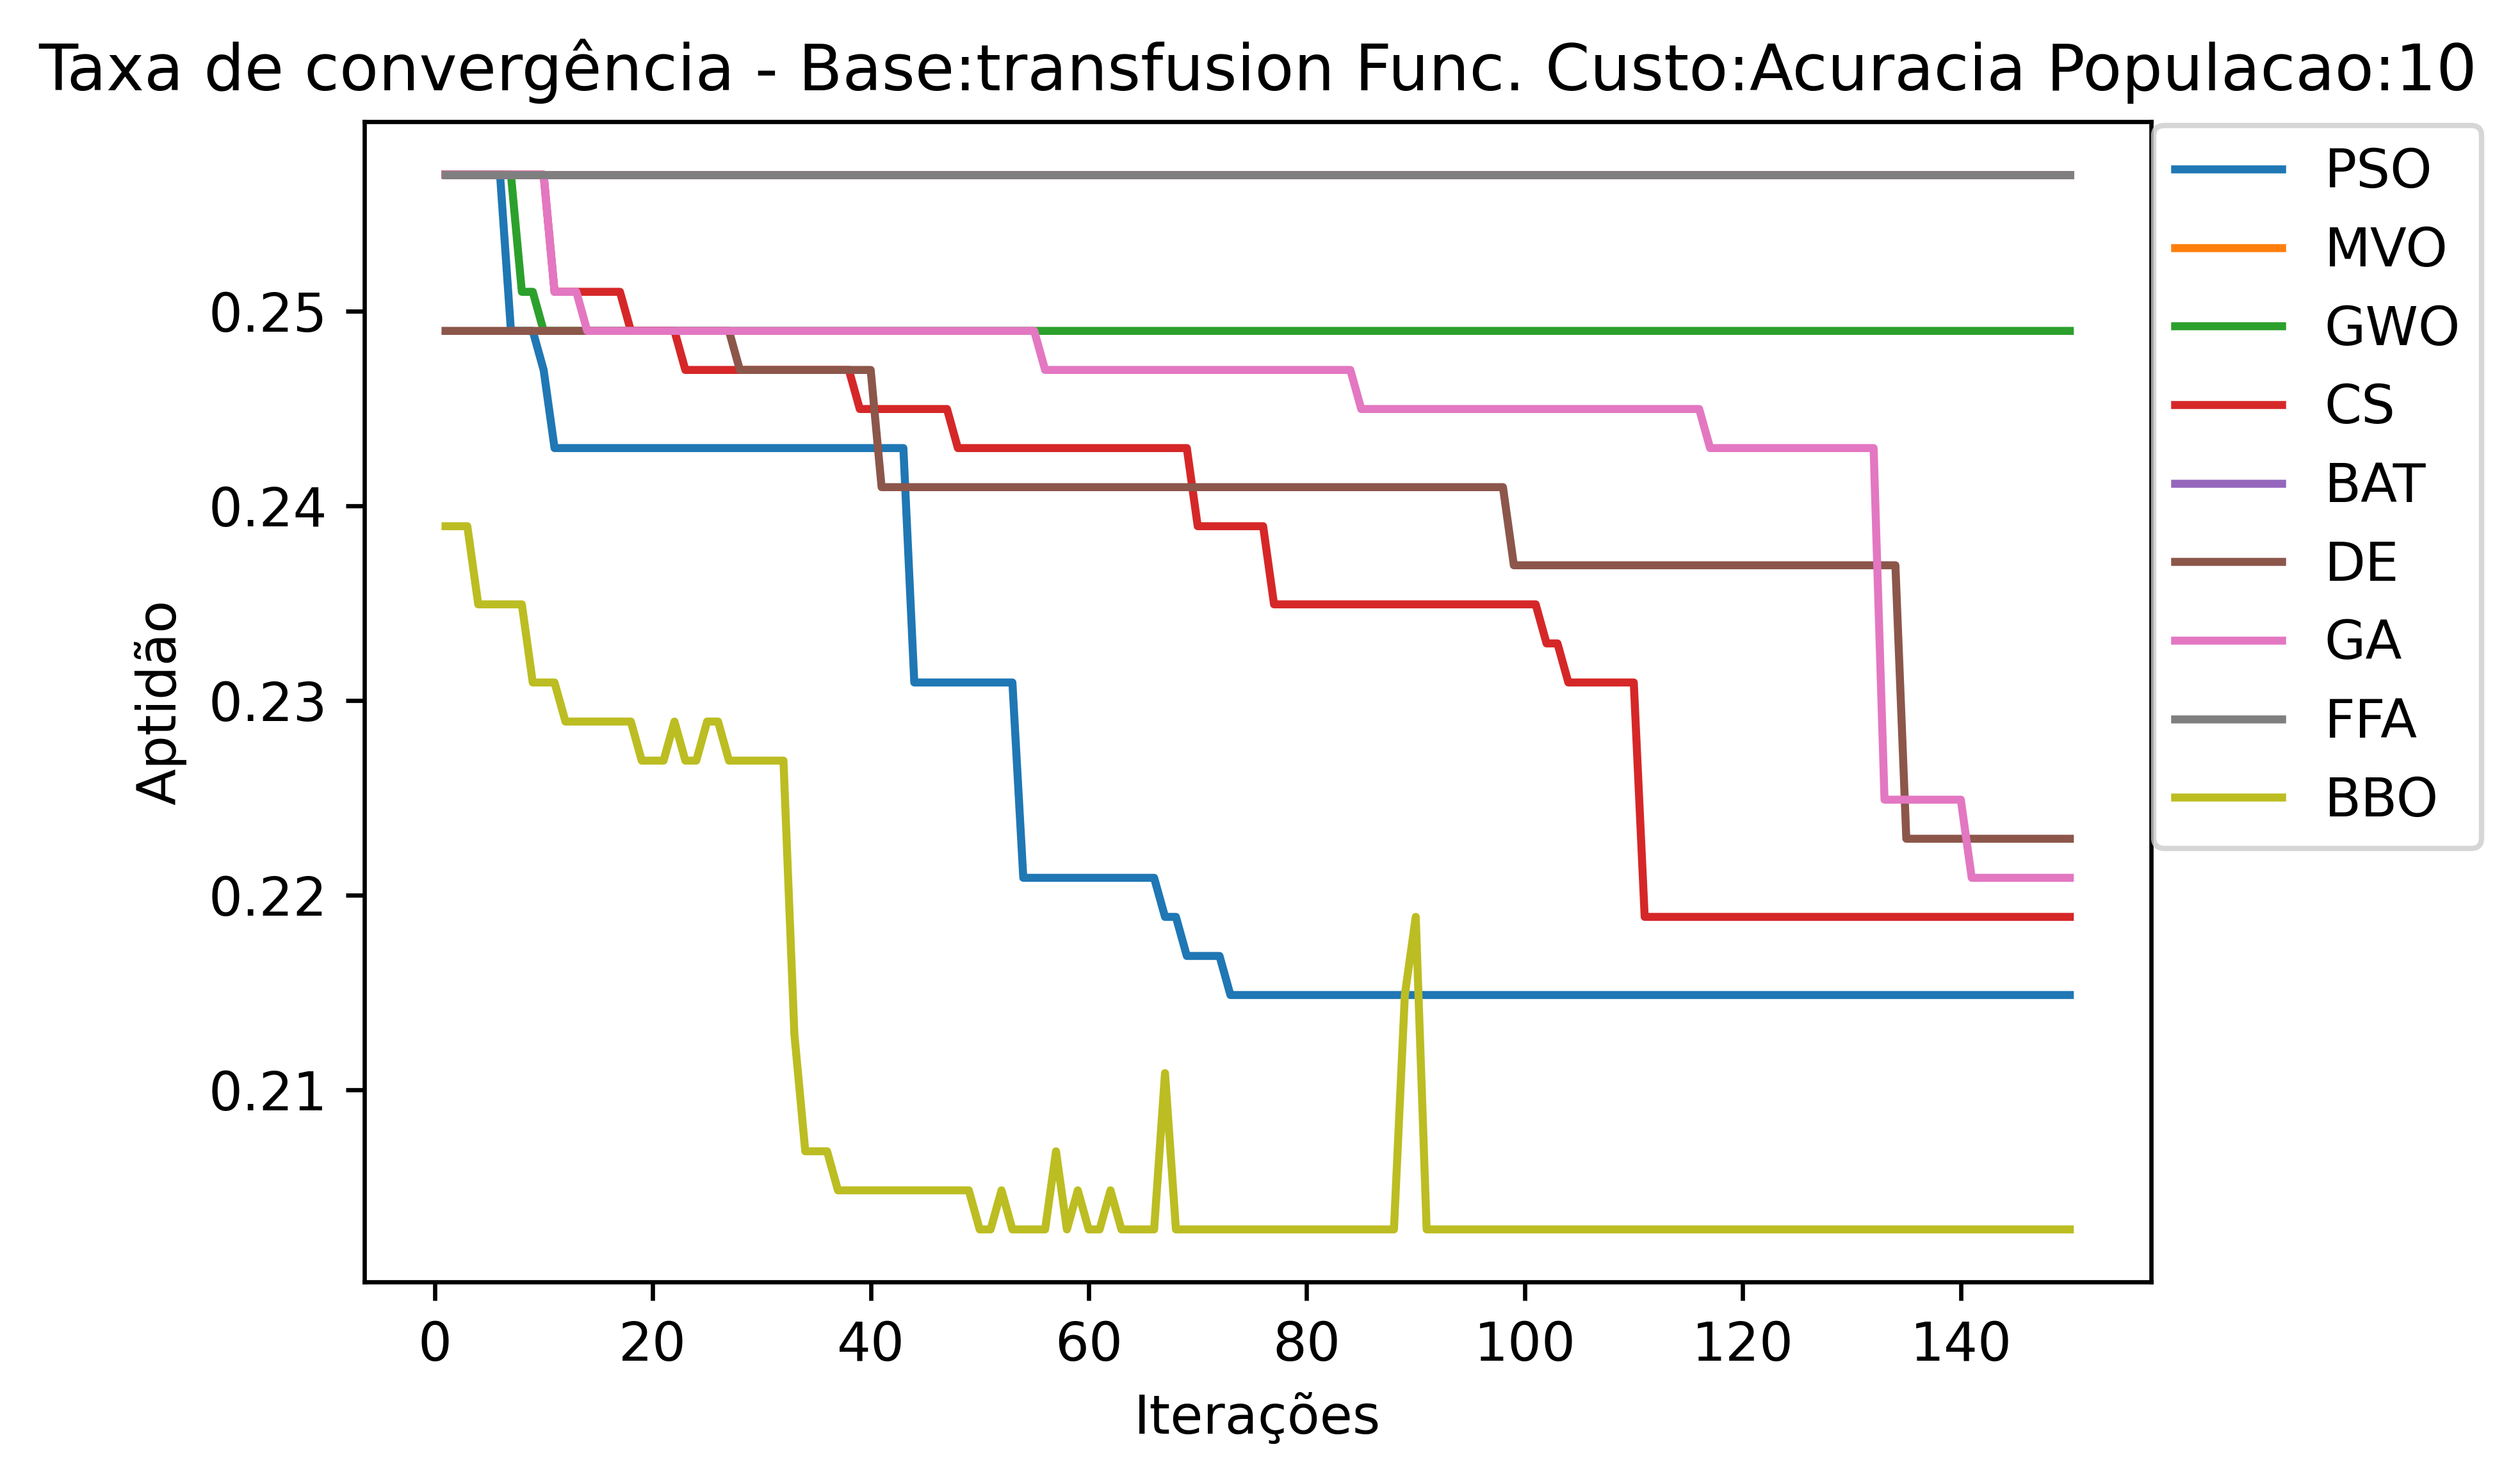 Taxa de convergência - Base:transfusion Func. Custo:Acuracia Populacao:10
Aptidão
0.25
0.24
0.23
0.22
0.21
0 20 40 60 80 100 120 140
Iterações
PSO
MVO
GWO
CS
BAT
DE
GA
FFA
BBO